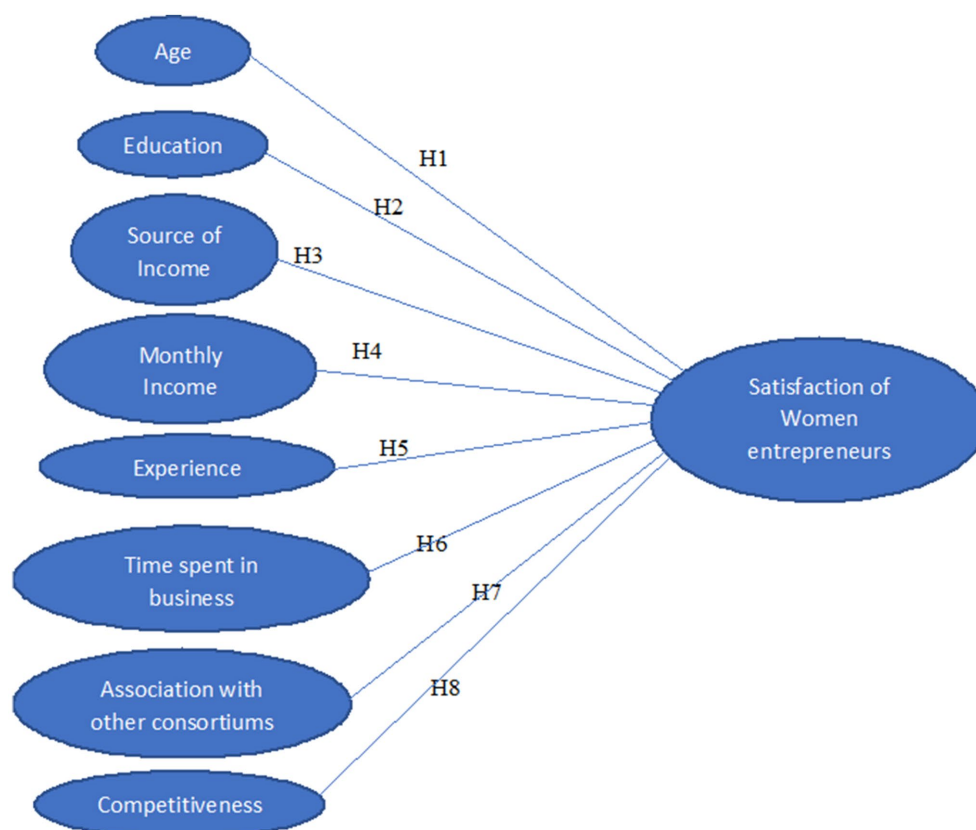 Age
H1
Education
H2
Source of
Income
H3
Monthly
Income
H4
Satisfaction of
Women
entrepreneurs
Experience
H5
Time spent in
business
H6
H7
Association with
other consortiums
H8
Competitiveness